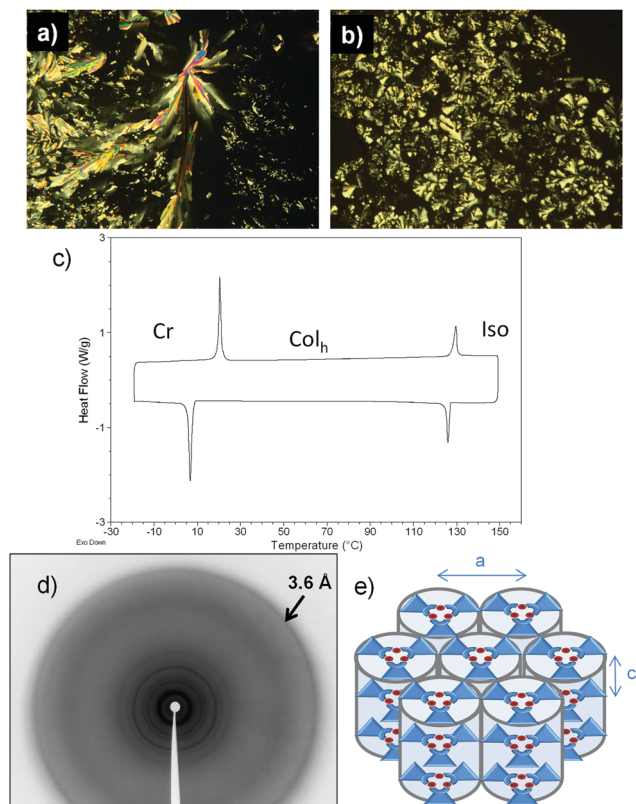 a)
b)
c)
3
1
-1
-3
Heat Flow (W/g)
Cr
Col_h
Iso
-30
-10
10
30
50
70
90
110
130
150
Exo Down
Temperature (°C)
d)
3.6 Å
e)
a
c